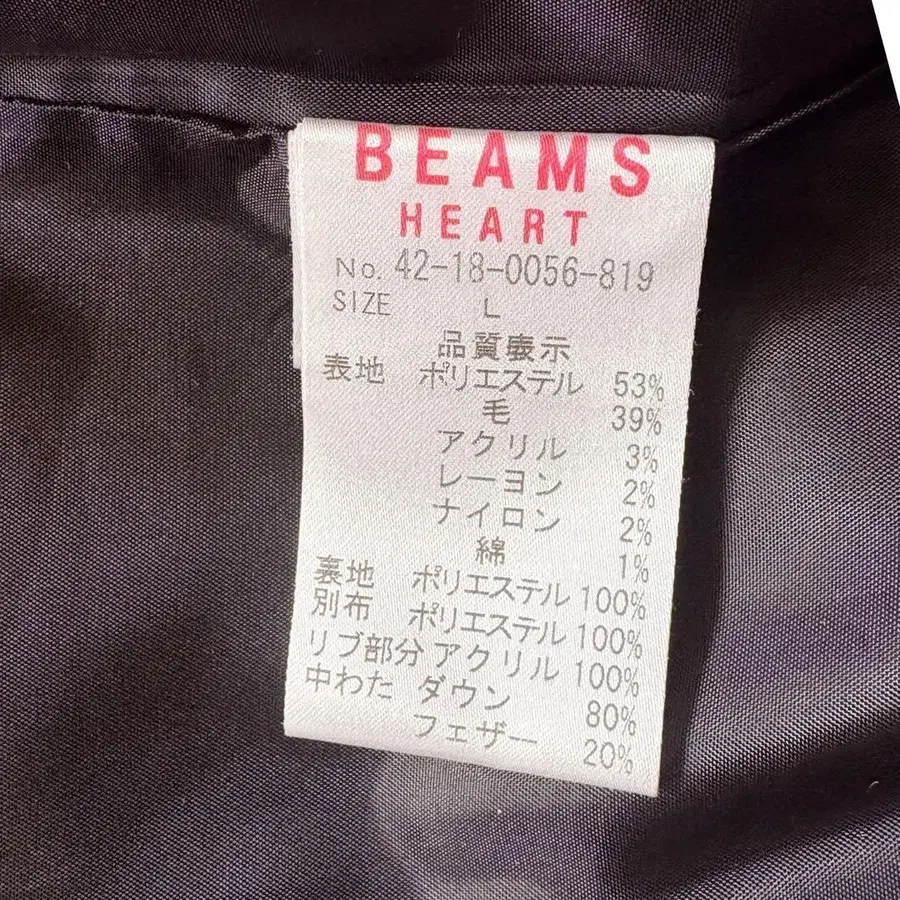 BEAMS
HEART
No. 42-18-0056-819
SIZE L
品質表示
表地 ポリエステル 53%
毛 39%
アクリル 3%
レーヨン 2%
ナイロン 2%
綿 1%
裏地 ポリエステル 100%
別布 ポリエステル 100%
リブ部分 アクリル 100%
中わた ダウン 80%
フェザー 20%